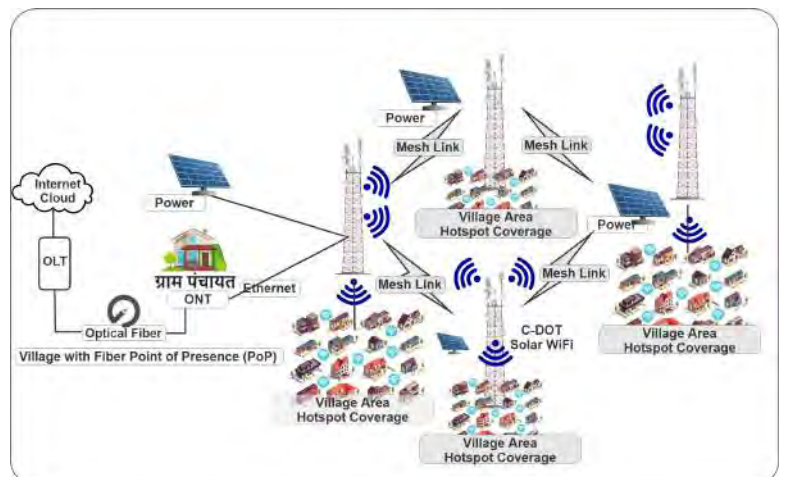 Internet
Cloud
OLT
Optical Fiber
Village with Fiber Point of Presence (PoP)
Power
ग्राम पंचायत
ONT
Ethernet
Village Area
Hotspot Coverage
Power
Mesh Link
Mesh Link
Village Area
Hotspot Coverage
Mesh Link
Mesh Link
C-DOT
Solar WiFi
Village Area
Hotspot Coverage
Power
Village Area
Hotspot Coverage